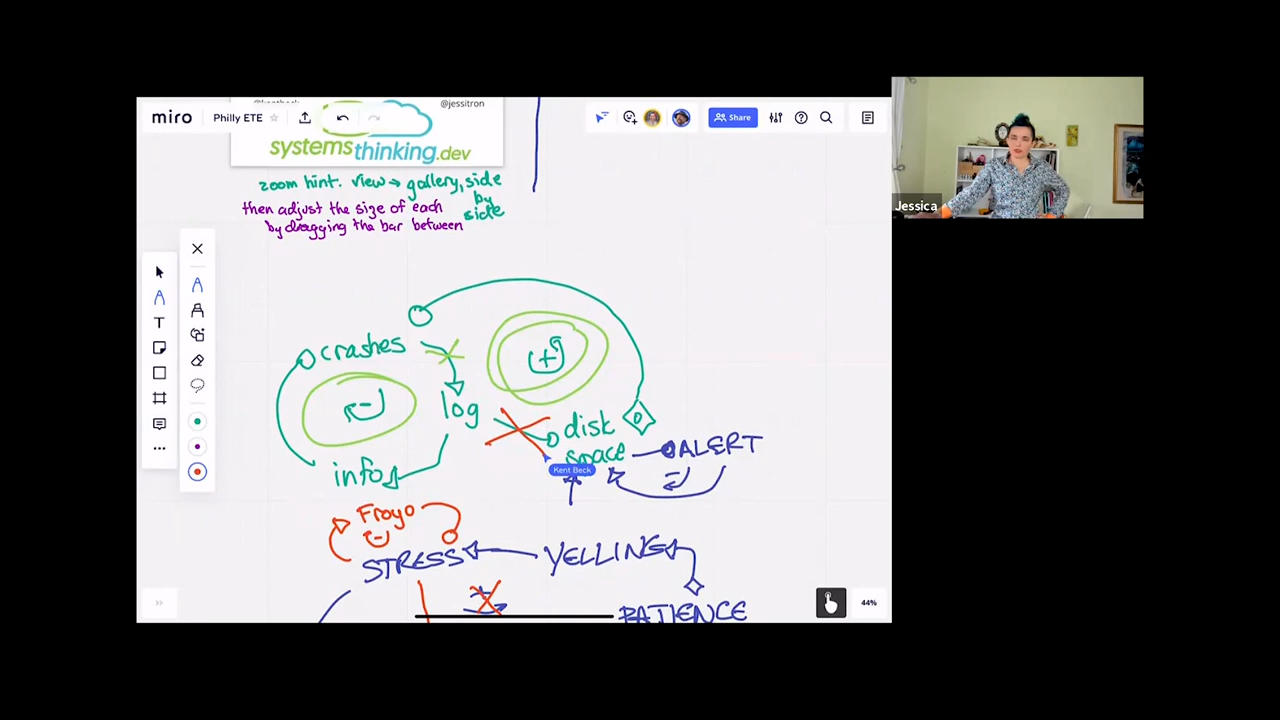 @kentbeck
@jessitron
miro
Philly ETE
Share
systemsthinking.dev
zoom hint. view → gallery, side
by
side
then adjust the size of each
by dragging the bar between
Jessica
crashes
+
-
log
disk
space
ALERT
info
Kent Beck
-
Froyo
-
STRESS
YELLING
PATIENCE
T
44%